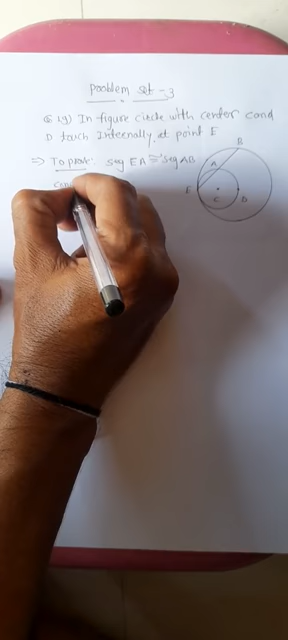 Problem set - 3
Q 19) In figure circle with center C and
D touch Internally at point E
⇒ To prove: seg EA ≅ seg AB
B
A
E
C
D